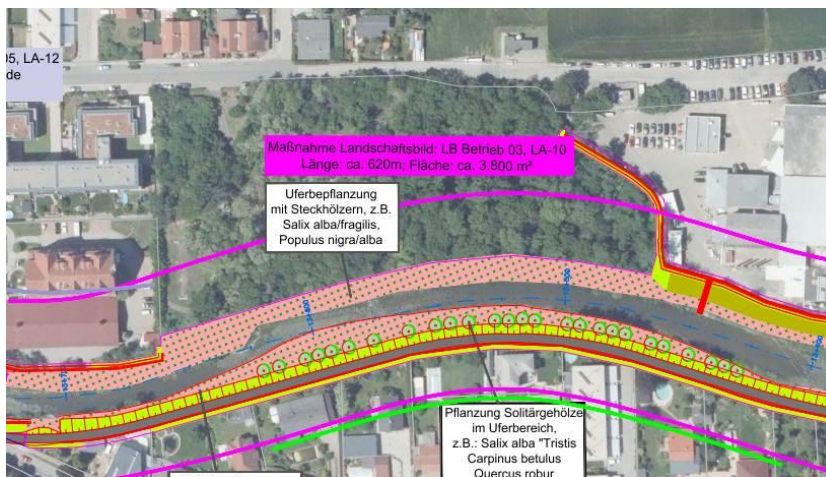 05, LA-12
de
Maßnahme Landschaftsbild: LB Betrieb 03, LA-10
Länge: ca. 620m; Fläche: ca. 3.800 m²
Uferbepflanzung
mit Steckhölzern, z.B.
Salix alba/fragilis,
Populus nigra/alba
Pflanzung Solitärgehölze
im Uferbereich,
z.B.: Salix alba "Tristis
Carpinus betulus
Quercus robur